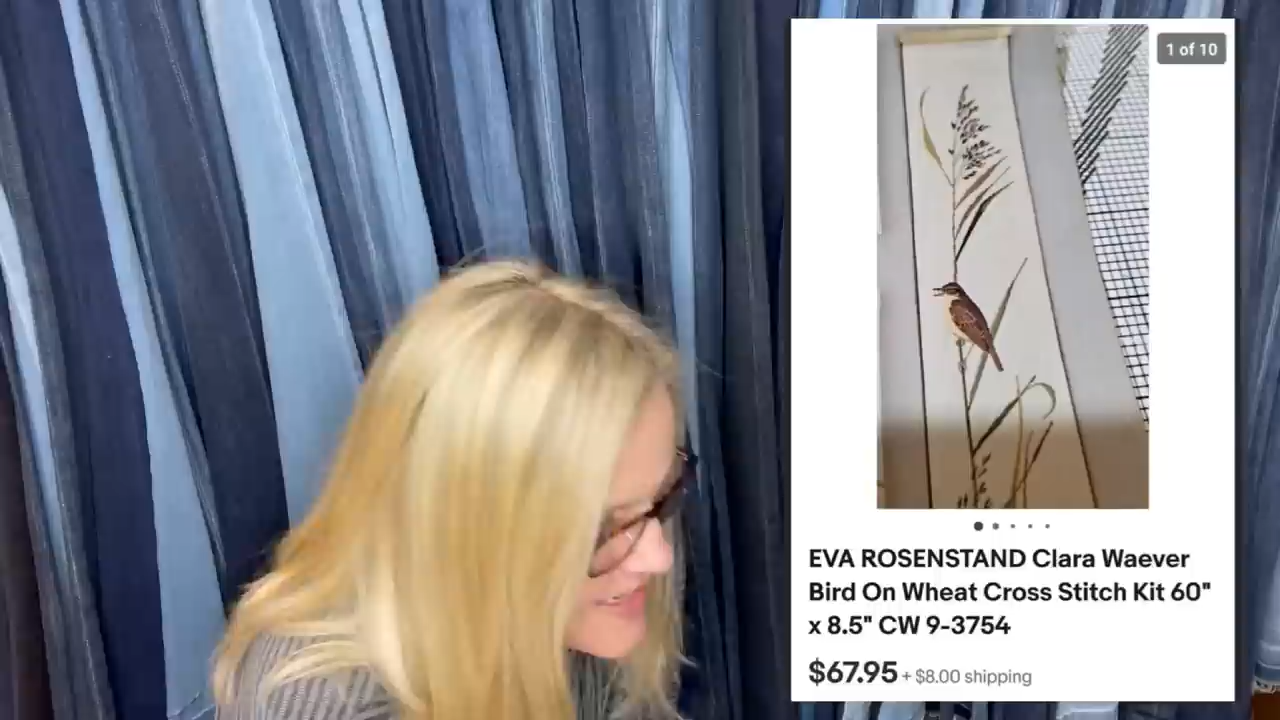 1 of 10
EVA ROSENSTAND Clara Waever
Bird On Wheat Cross Stitch Kit 60"
x 8.5" CW 9-3754
$67.95 + $8.00 shipping